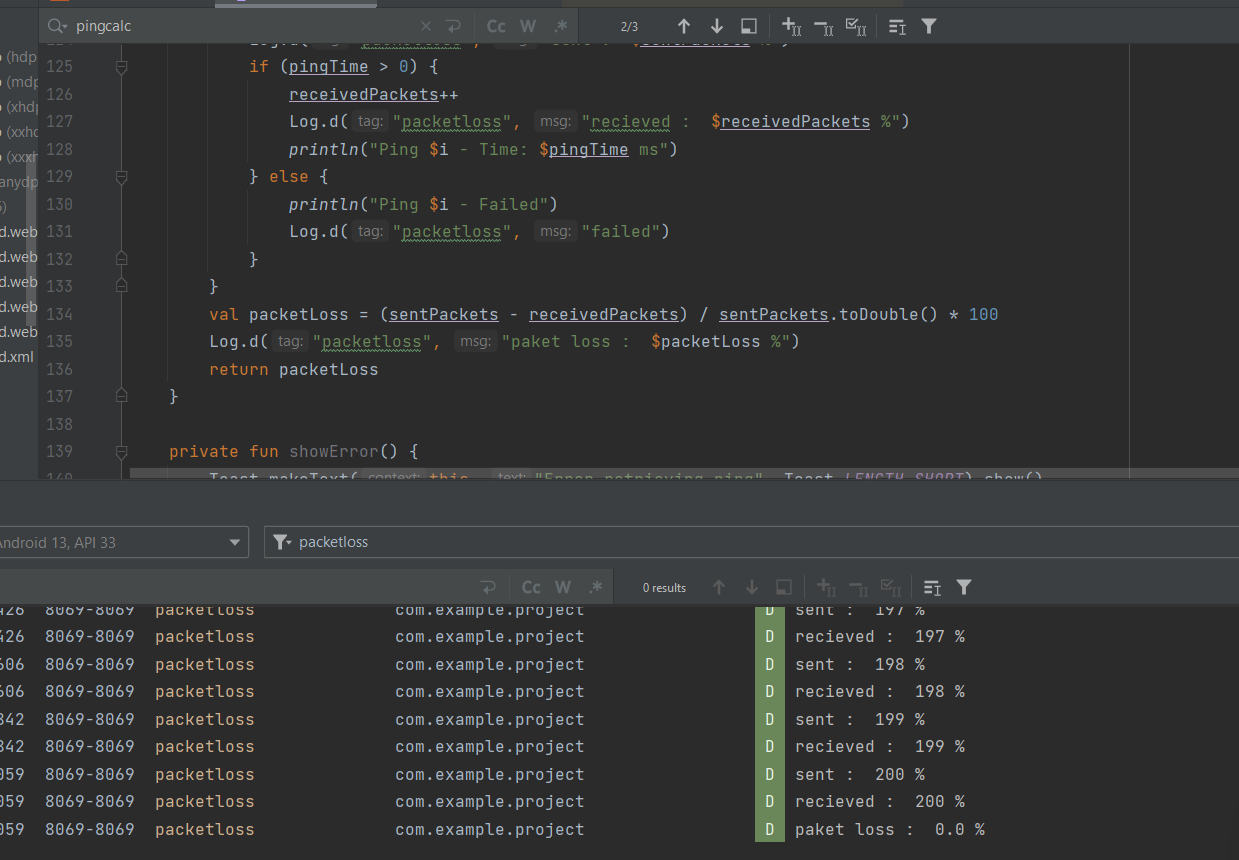 pingcalc
Cc W .*
2/3
(hdp
(mdp
(xhdp
(xxhd
(xxxh
anydp
d.web
d.web
d.web
d.web
d.web
d.xml
125 if (pingTime > 0) {
126 receivedPackets++
127 Log.d( tag: "packetloss", msg: "recieved :  $receivedPackets %")
128 println("Ping $i - Time: $pingTime ms")
129 } else {
130 println("Ping $i - Failed")
131 Log.d( tag: "packetloss", msg: "failed")
132 }
133 }
134 val packetLoss = (sentPackets - receivedPackets) / sentPackets.toDouble() * 100
135 Log.d( tag: "packetloss", msg: "paket loss :  $packetLoss %")
136 return packetLoss
137 }
138
139 private fun showError() {
140 Toast.makeText( context: this, text: "Error retrieving ping", Toast.LENGTH_SHORT).show()
Android 13, API 33
packetloss
Cc W .*
0 results
426 8069-8069 packetloss com.example.project D sent :  197 %
426 8069-8069 packetloss com.example.project D recieved :  197 %
606 8069-8069 packetloss com.example.project D sent :  198 %
606 8069-8069 packetloss com.example.project D recieved :  198 %
842 8069-8069 packetloss com.example.project D sent :  199 %
842 8069-8069 packetloss com.example.project D recieved :  199 %
059 8069-8069 packetloss com.example.project D sent :  200 %
059 8069-8069 packetloss com.example.project D recieved :  200 %
059 8069-8069 packetloss com.example.project D paket loss :  0.0 %